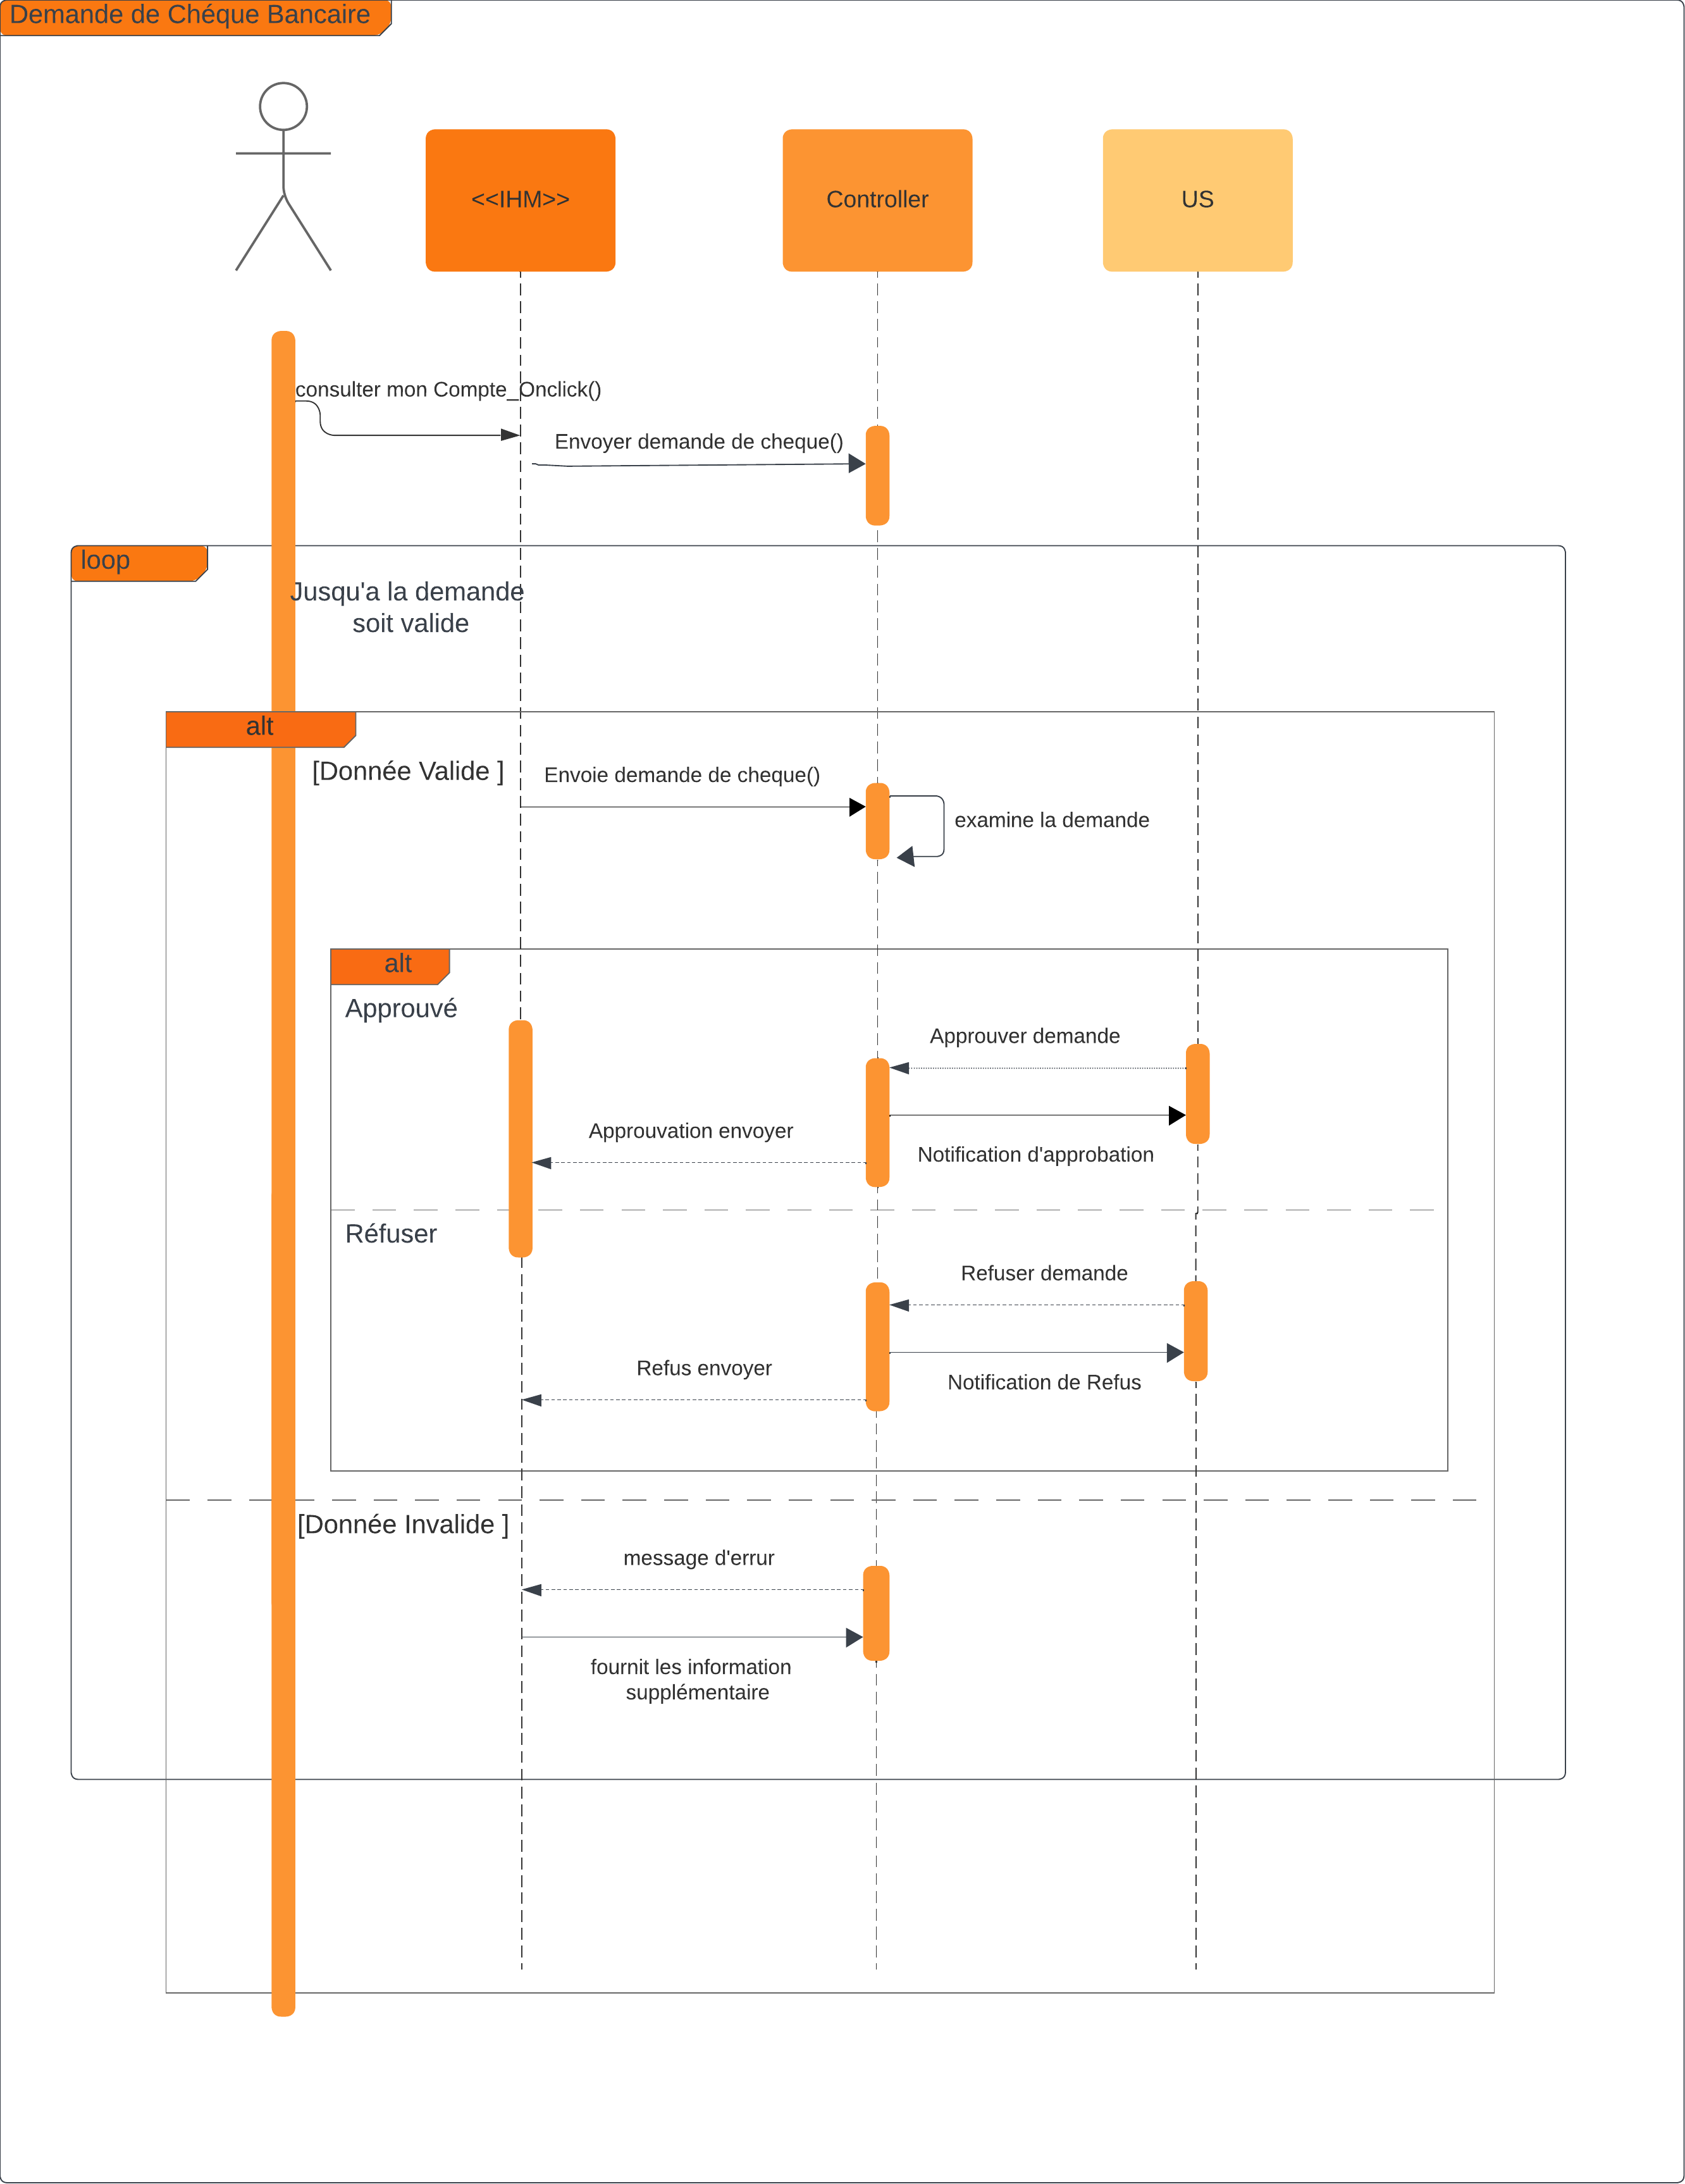 Demande de Chéque Bancaire
<<IHM>>
Controller
US
consulter mon Compte_Onclick()
Envoyer demande de cheque()
loop
Jusqu'a la demande
soit valide
alt
[Donnée Valide ]
Envoie demande de cheque()
examine la demande
alt
Approuvé
Approuver demande
Approuvation envoyer
Notification d'approbation
Réfuser
Refuser demande
Refus envoyer
Notification de Refus
[Donnée Invalide ]
message d'errur
fournit les information
supplémentaire